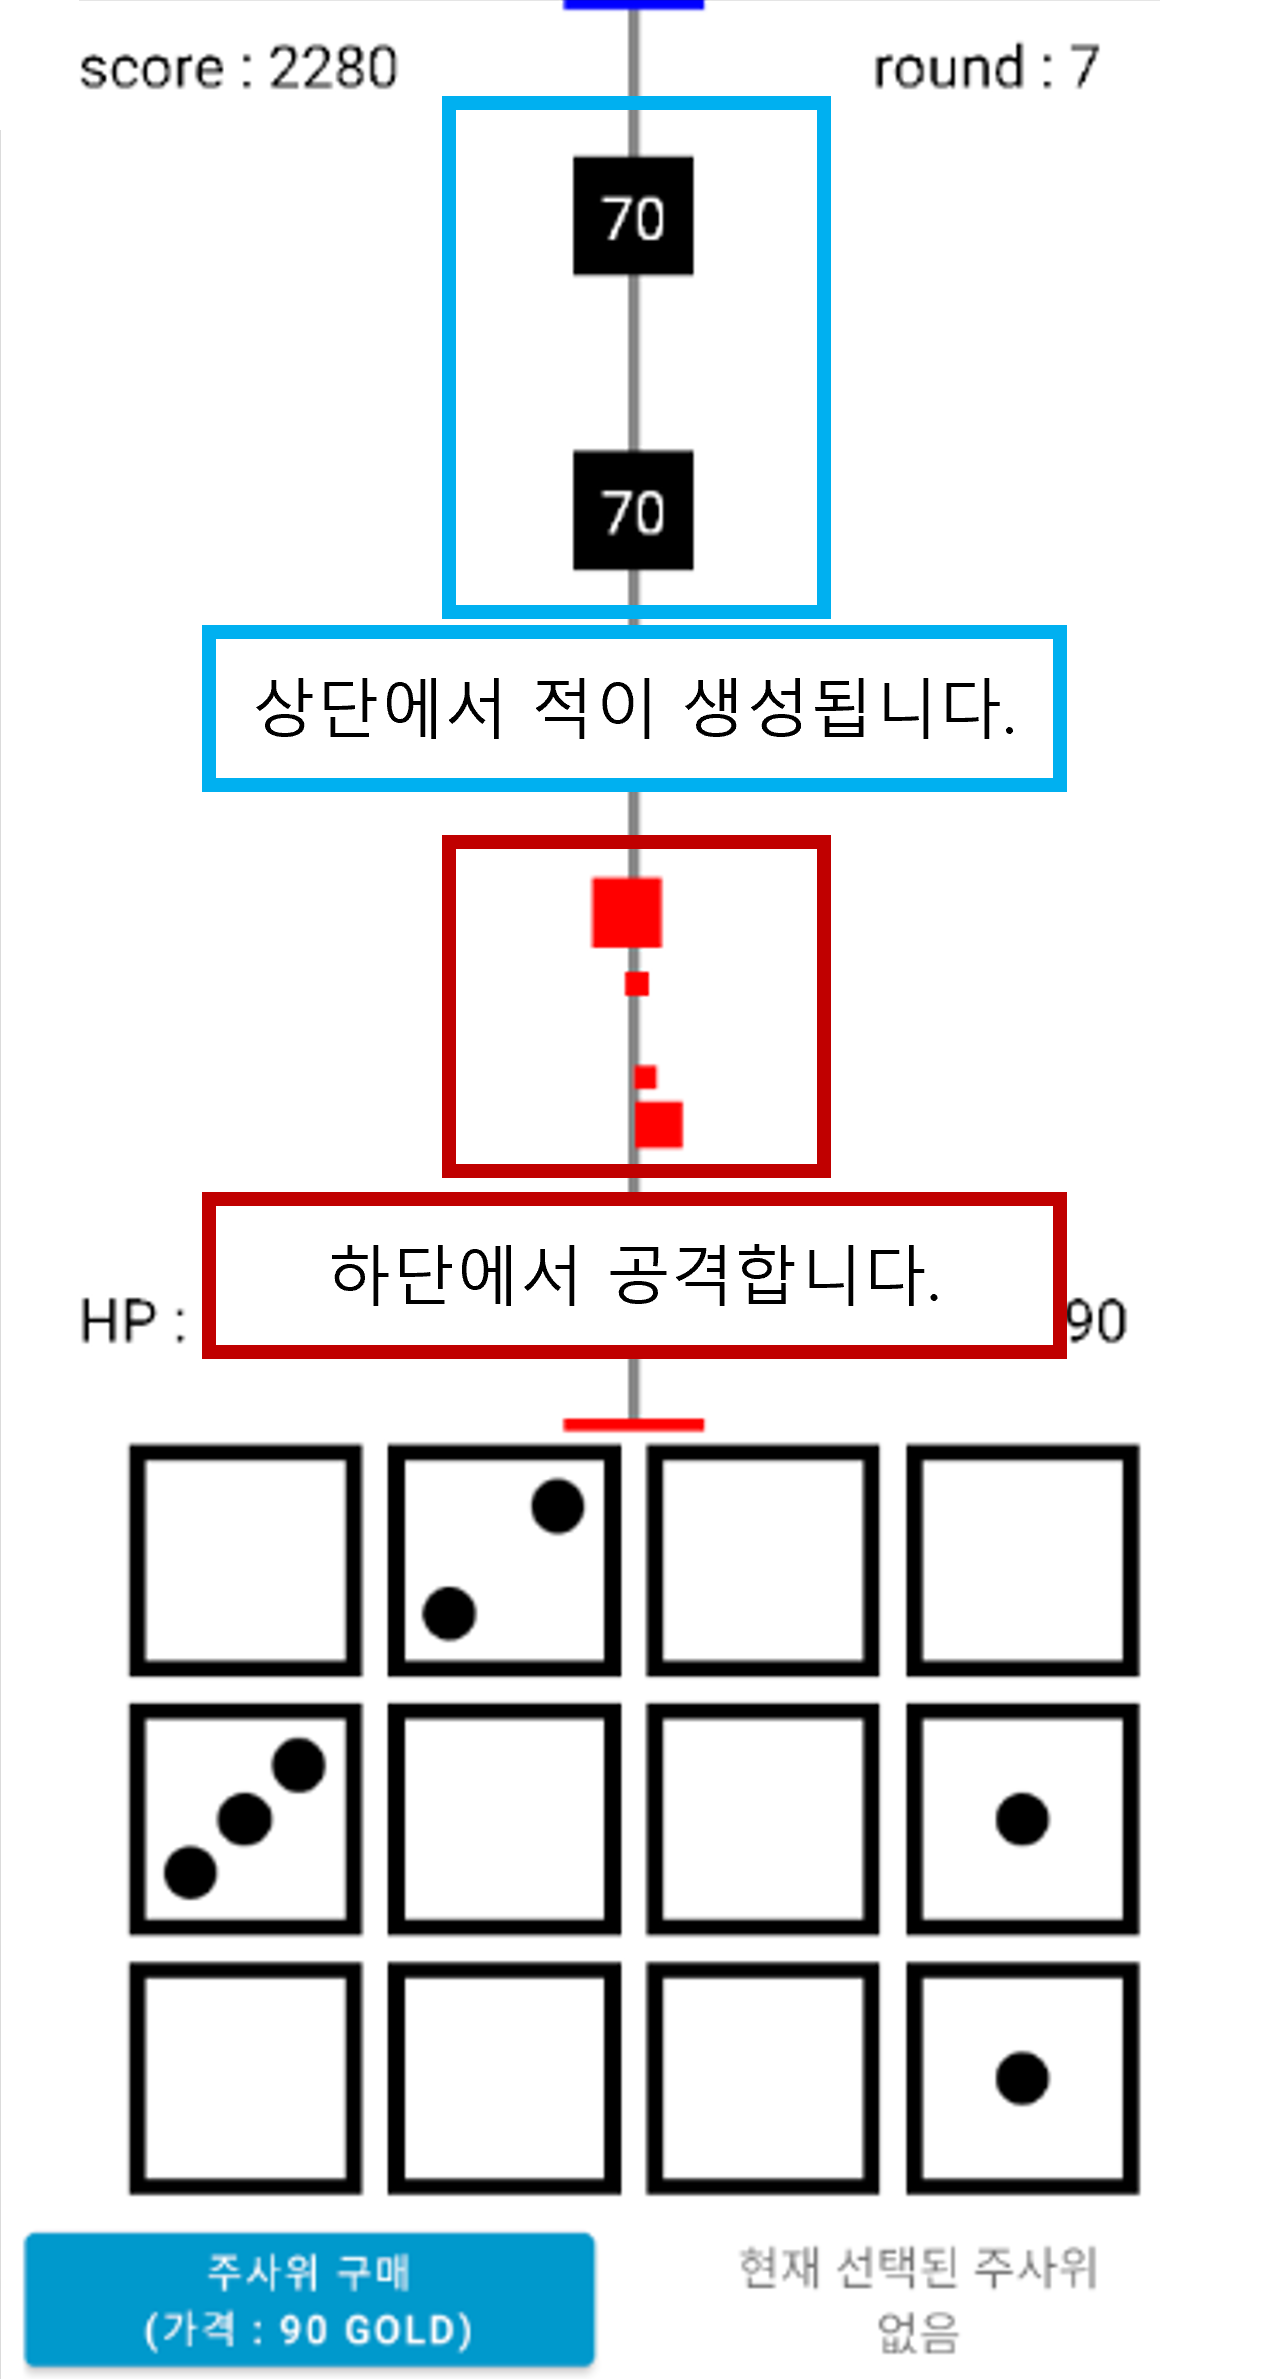 score : 2280
round : 7
70
70
상단에서 적이 생성됩니다.
하단에서 공격합니다.
HP :
90
주사위 구매
(가격 : 90 GOLD)
현재 선택된 주사위
없음